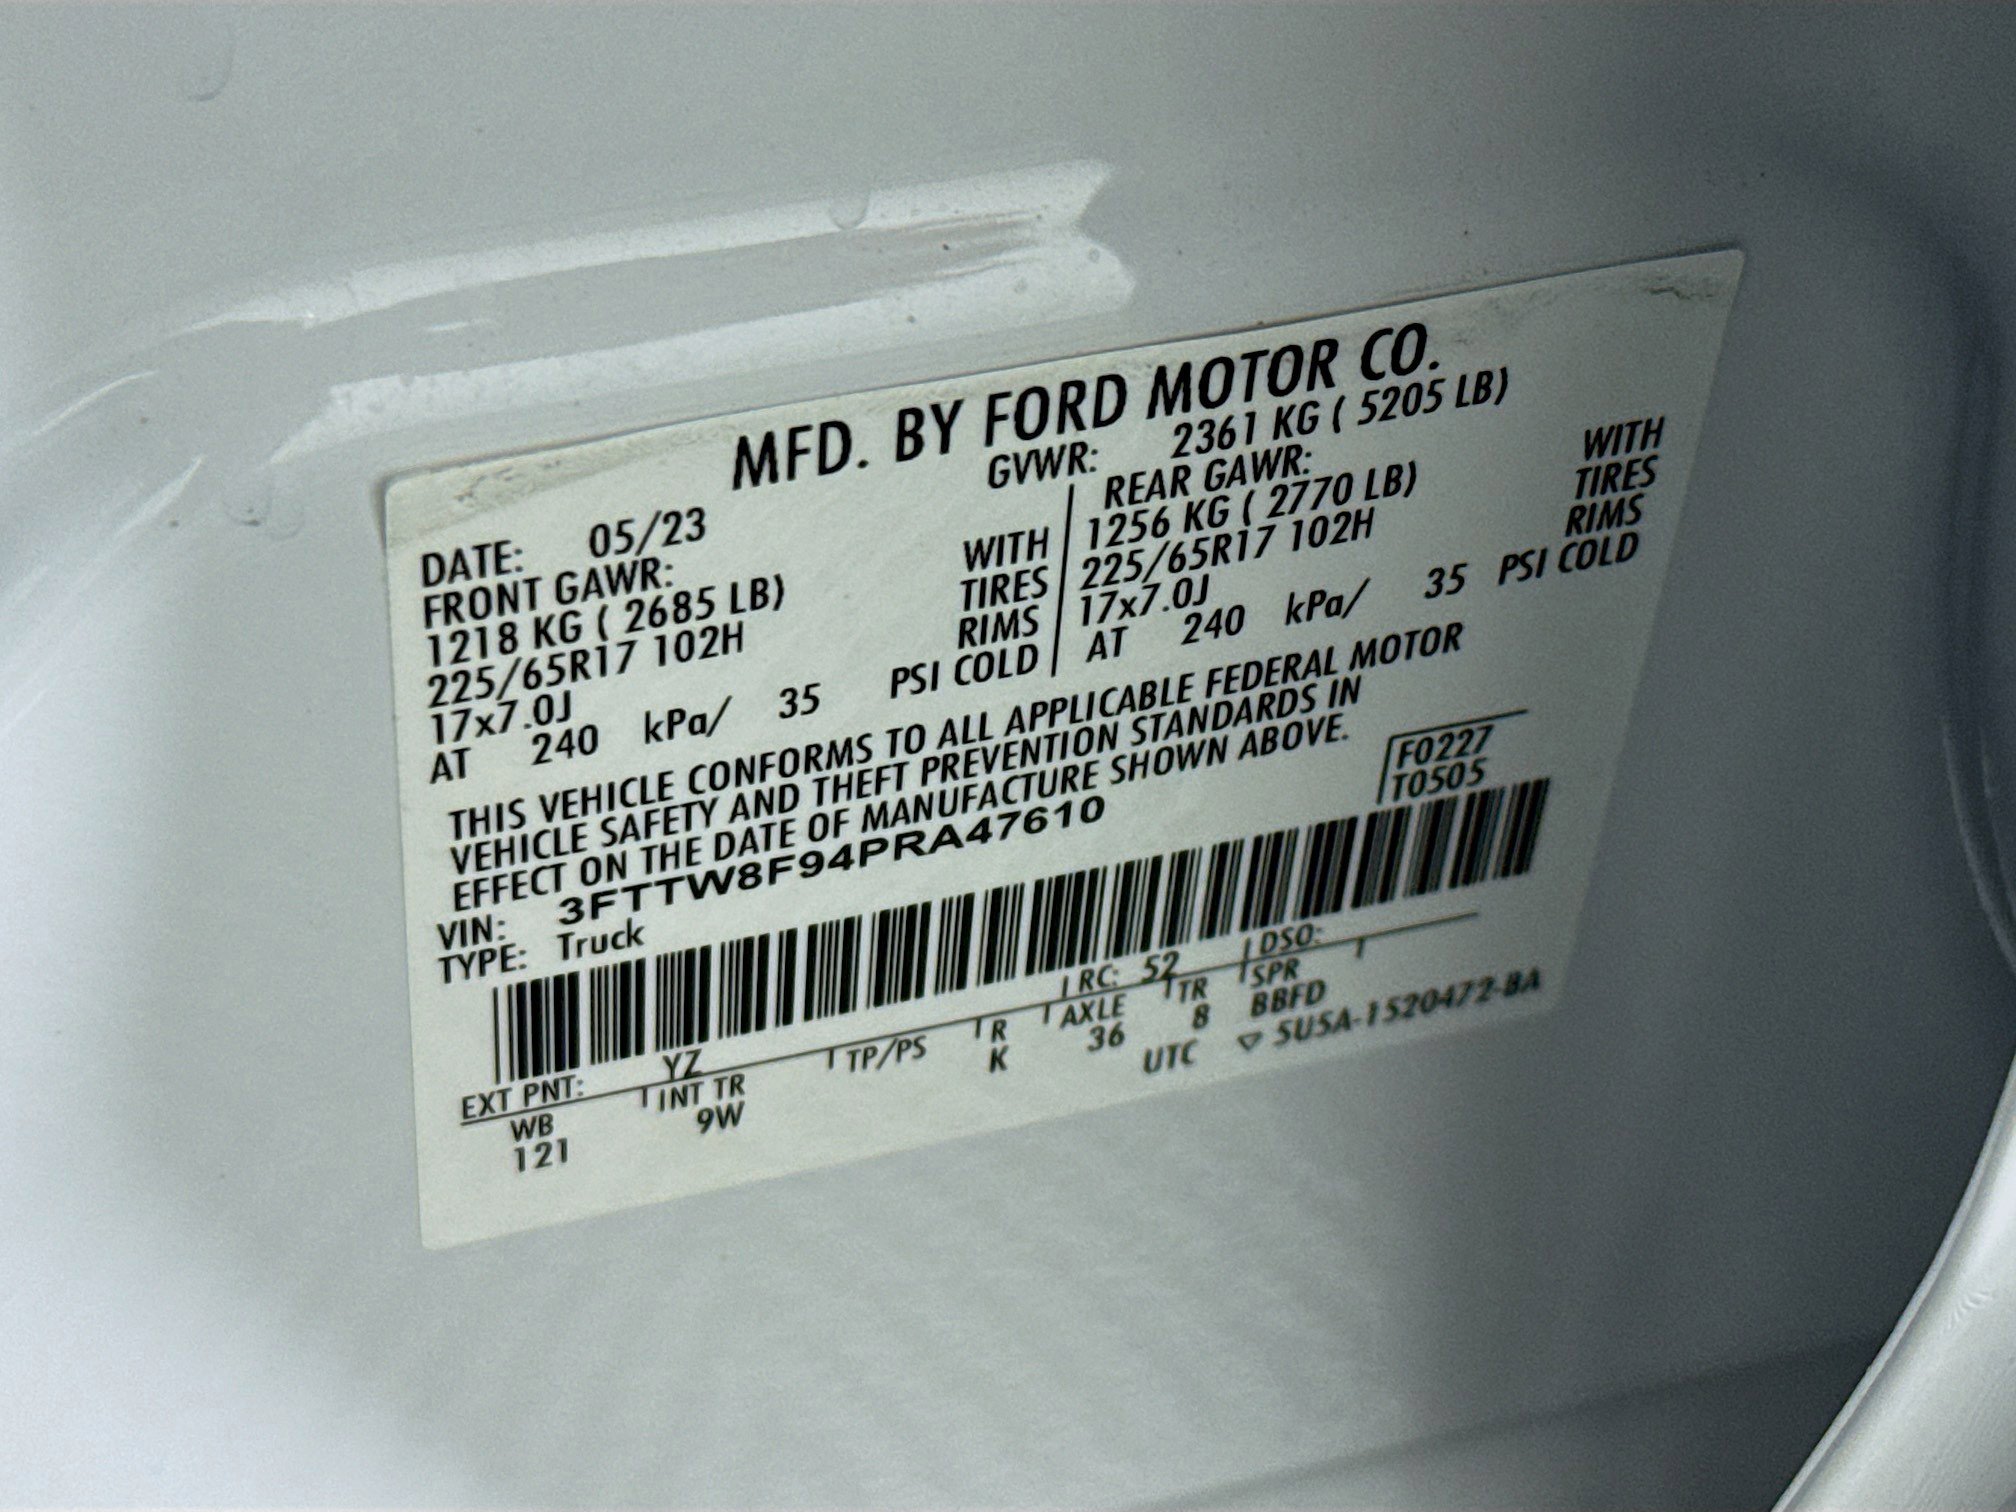 MFD. BY FORD MOTOR CO.
DATE: 05/23 GVWR: 2361 KG ( 5205 LB)
FRONT GAWR: REAR GAWR:
1218 KG ( 2685 LB) WITH 1256 KG ( 2770 LB) WITH
225/65R17 102H TIRES 225/65R17 102H TIRES
17x7.0J RIMS 17x7.0J RIMS
AT 240 kPa/ 35 PSI COLD AT 240 kPa/ 35 PSI COLD
THIS VEHICLE CONFORMS TO ALL APPLICABLE FEDERAL MOTOR
VEHICLE SAFETY AND THEFT PREVENTION STANDARDS IN
EFFECT ON THE DATE OF MANUFACTURE SHOWN ABOVE.
VIN: 3FTTW8F94PRA47610 F0227
TYPE: Truck T0505
EXT PNT: YZ RC: 52 DSO:
WB INT TR TP/PS R AXLE TR SPR
121 9W K 36 8 BBFD
UTC ▽ 5U5A-1520472-BA